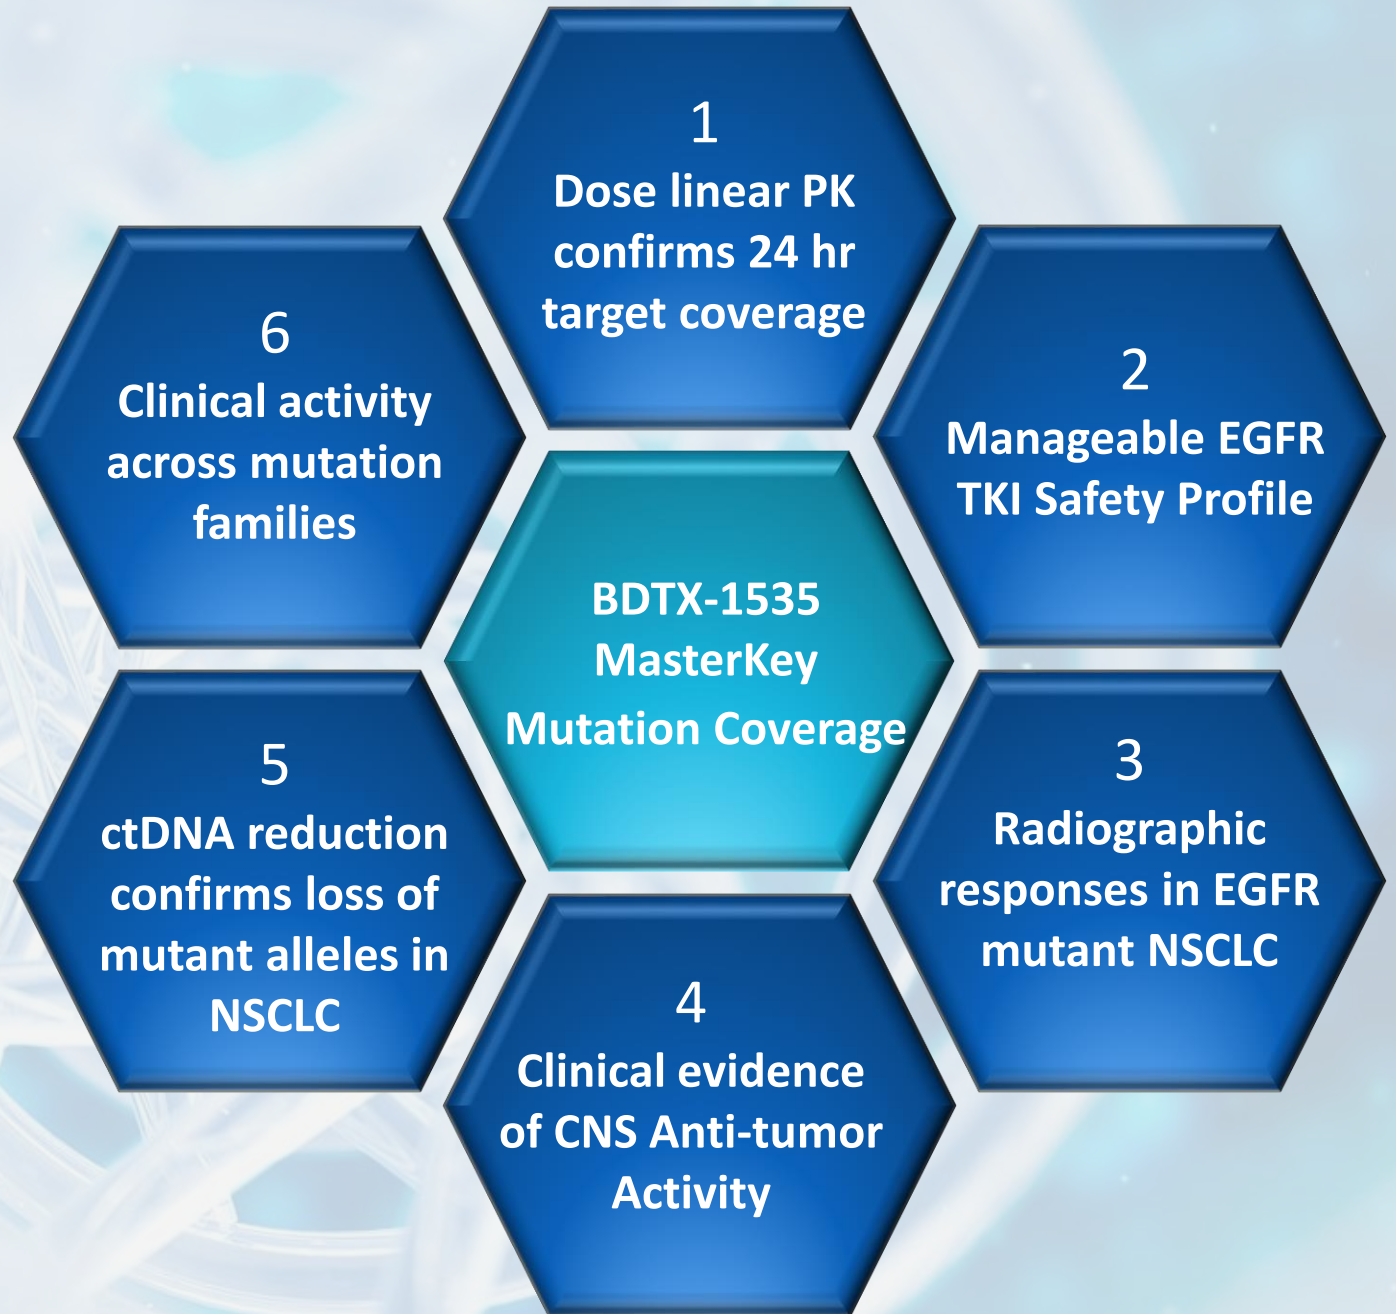 1
Dose linear PK
confirms 24 hr
target coverage
2
Manageable EGFR
TKI Safety Profile
3
Radiographic
responses in EGFR
mutant NSCLC
4
Clinical evidence
of CNS Anti-tumor
Activity
5
ctDNA reduction
confirms loss of
mutant alleles in
NSCLC
6
Clinical activity
across mutation
families
BDTX-1535
MasterKey
Mutation Coverage